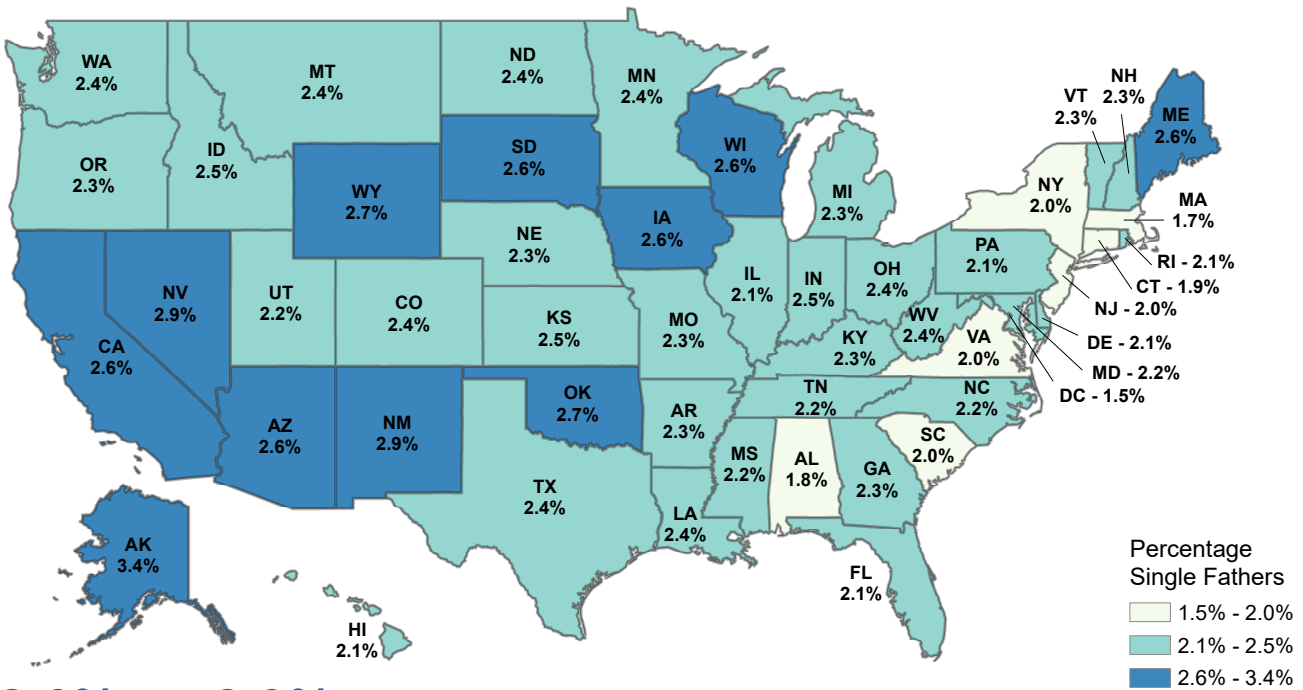 WA
2.4%
MT
2.4%
ND
2.4%
MN
2.4%
OR
2.3%
ID
2.5%
WY
2.7%
SD
2.6%
WI
2.6%
MI
2.3%
VT
2.3%
NH
2.3%
ME
2.6%
NY
2.0%
MA
1.7%
RI - 2.1%
CT - 1.9%
NJ - 2.0%
DE - 2.1%
MD - 2.2%
DC - 1.5%
PA
2.1%
NV
2.9%
CA
2.6%
UT
2.2%
CO
2.4%
NE
2.3%
IA
2.6%
KS
2.5%
MO
2.3%
IL
2.1%
IN
2.5%
OH
2.4%
WV
2.4%
KY
2.3%
VA
2.0%
TN
2.2%
NC
2.2%
SC
2.0%
AZ
2.6%
NM
2.9%
OK
2.7%
AR
2.3%
TX
2.4%
LA
2.4%
MS
2.2%
AL
1.8%
GA
2.3%
FL
2.1%
AK
3.4%
HI
2.1%
Percentage
Single Fathers
1.5% - 2.0%
2.1% - 2.5%
2.6% - 3.4%